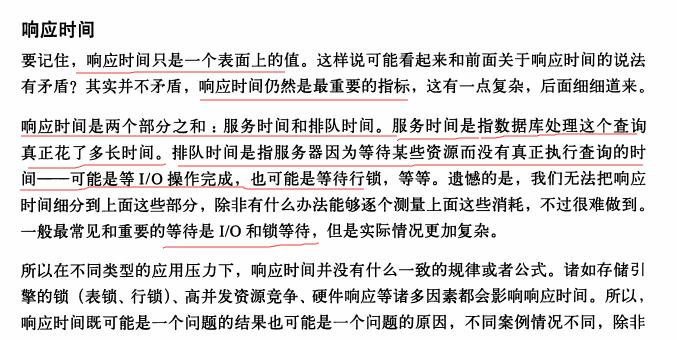 响应时间
要记住，响应时间只是一个表面上的值。这样说可能看起来和前面关于响应时间的说法
有矛盾？其实并不矛盾，响应时间仍然是最重要的指标，这有一点复杂，后面细细道来。
响应时间是两个部分之和：服务时间和排队时间。服务时间是指数据库处理这个查询
真正花了多长时间。排队时间是指服务器因为等待某些资源而没有真正执行查询的时
间——可能是等 I/O 操作完成，也可能是等待行锁，等等。遗憾的是，我们无法把响应
时间细分到上面这些部分，除非有什么办法能够逐个测量上面这些消耗，不过很难做到。
一般最常见和重要的等待是 I/O 和锁等待，但是实际情况更加复杂。
所以在不同类型的应用压力下，响应时间并没有什么一致的规律或者公式。诸如存储引
擎的锁（表锁、行锁）、高并发资源竞争、硬件响应等诸多因素都会影响响应时间。所以，
响应时间既可能是一个问题的结果也可能是一个问题的原因，不同案例情况不同，除非